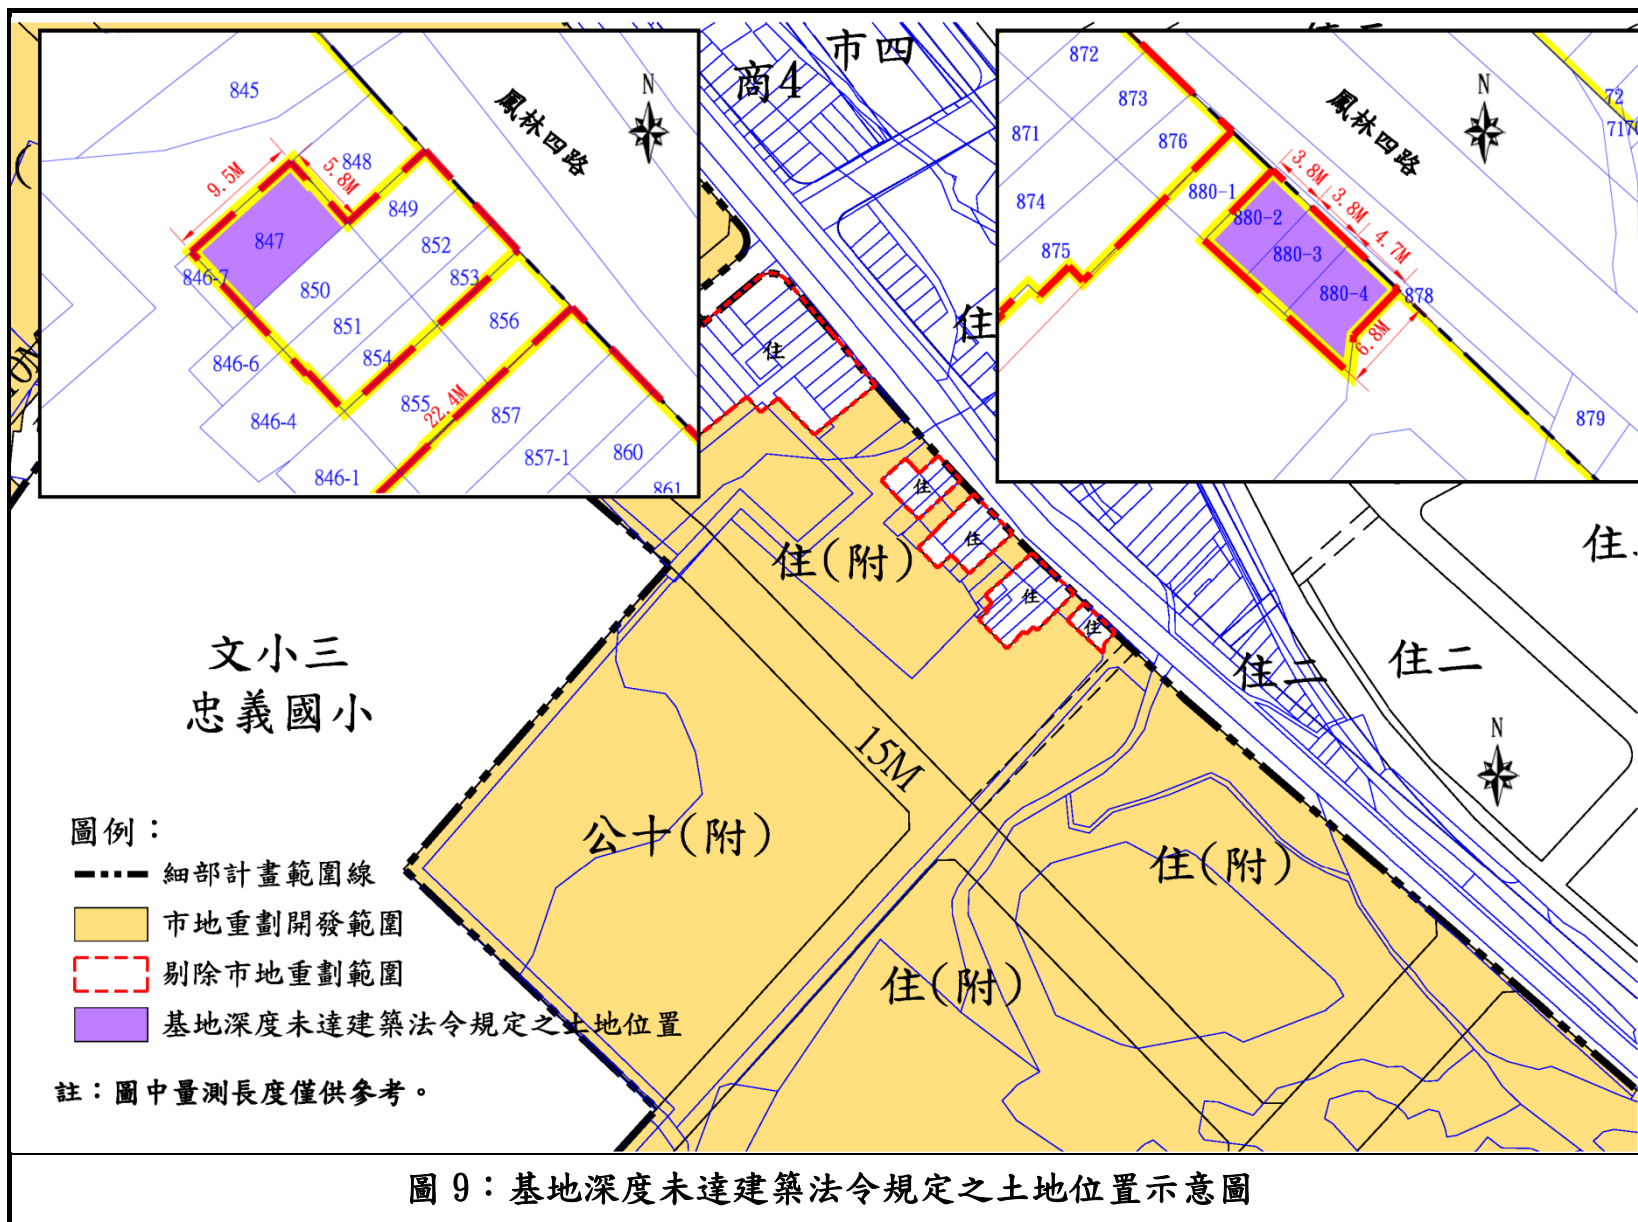 845
848
849
852
853
847
846-7
850
851
854
856
846-6
855
857
846-4
857-1
860
846-1
861
9.5M
5.8M
22.4M
鳳林四路
N
商4
市四
872
873
871
876
874
875
880-1
880-2
880-3
880-4
878
879
72
3.8M
3.8M
4.7M
6.8M
鳳林四路
N
住
住
住
住
住
住
住(附)
住
住二
住二
文小三
忠義國小
15M
公十(附)
住(附)
住(附)
N
圖例：
細部計畫範圍線
市地重劃開發範圍
剔除市地重劃範圍
基地深度未達建築法令規定之土地位置
註：圖中量測長度僅供參考。
圖 9：基地深度未達建築法令規定之土地位置示意圖